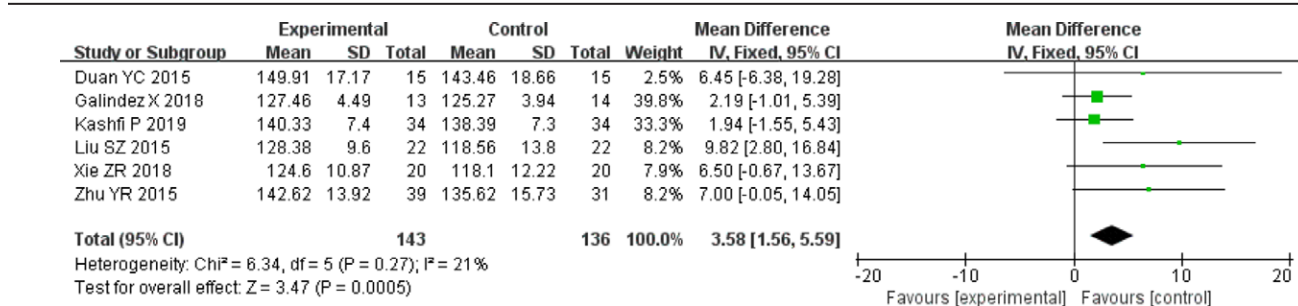 Experimental Control Mean Difference Mean Difference
Study or Subgroup Mean SD Total Mean SD Total Weight IV, Fixed, 95% CI IV, Fixed, 95% CI
Duan YC 2015 149.91 17.17 15 143.46 18.66 15 2.5% 6.45 [-6.38, 19.28]
Galindez X 2018 127.46 4.49 13 125.27 3.94 14 39.8% 2.19 [-1.01, 5.39]
Kashfi P 2019 140.33 7.4 34 138.39 7.3 34 33.3% 1.94 [-1.55, 5.43]
Liu SZ 2015 128.38 9.6 22 118.56 13.8 22 8.2% 9.82 [2.80, 16.84]
Xie ZR 2018 124.6 10.87 20 118.1 12.22 20 7.9% 6.50 [-0.67, 13.67]
Zhu YR 2015 142.62 13.92 39 135.62 15.73 31 8.2% 7.00 [-0.05, 14.05]
Total (95% CI) 143 136 100.0% 3.58 [1.56, 5.59]
Heterogeneity: Chi² = 6.34, df = 5 (P = 0.27); I² = 21%
Test for overall effect: Z = 3.47 (P = 0.0005)
-20 -10 0 10 20
Favours [experimental] Favours [control]